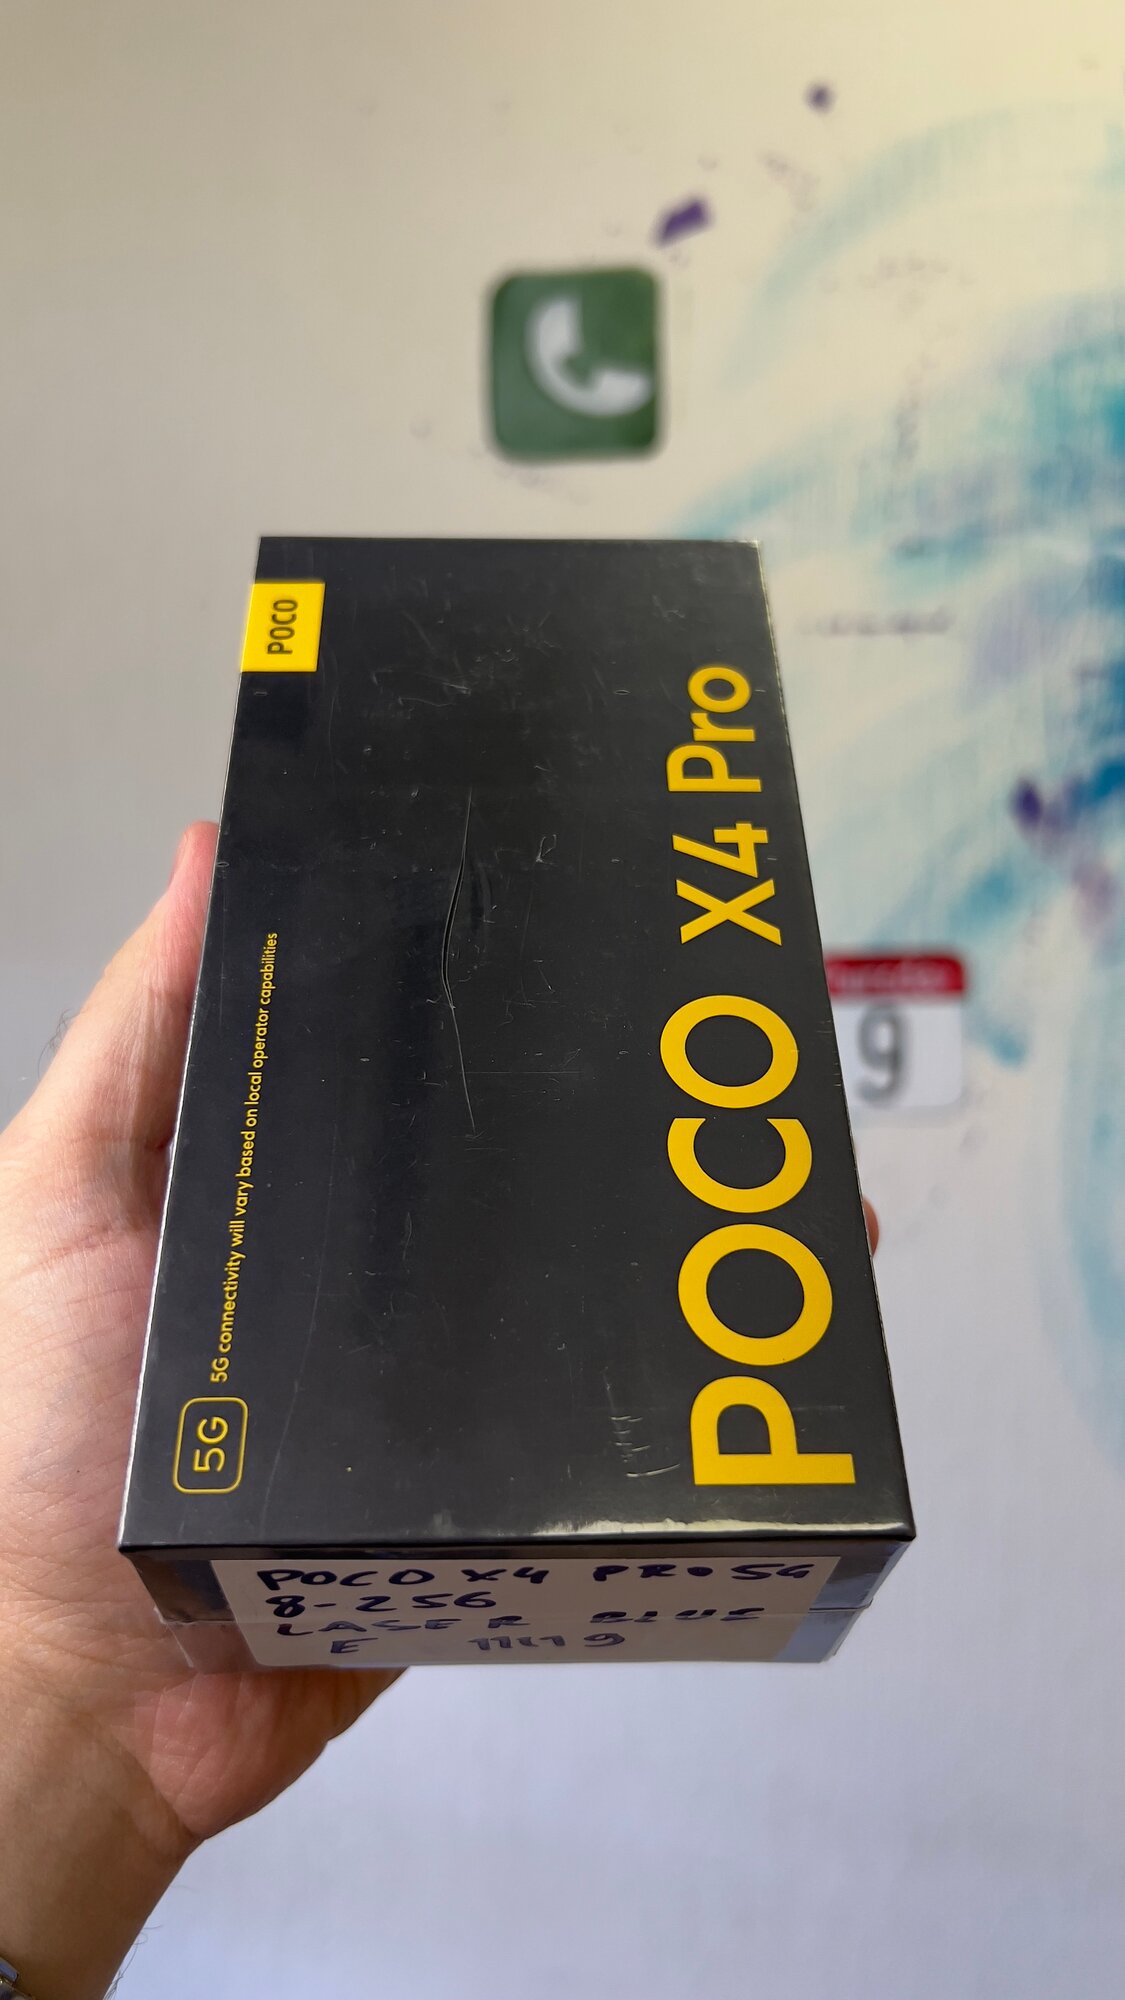 POCO
POCO X4 Pro
5G
5G connectivity will vary based on local operator capabilities
POCO X4 PRO 5G
8-256
LASER BLUE
E
9